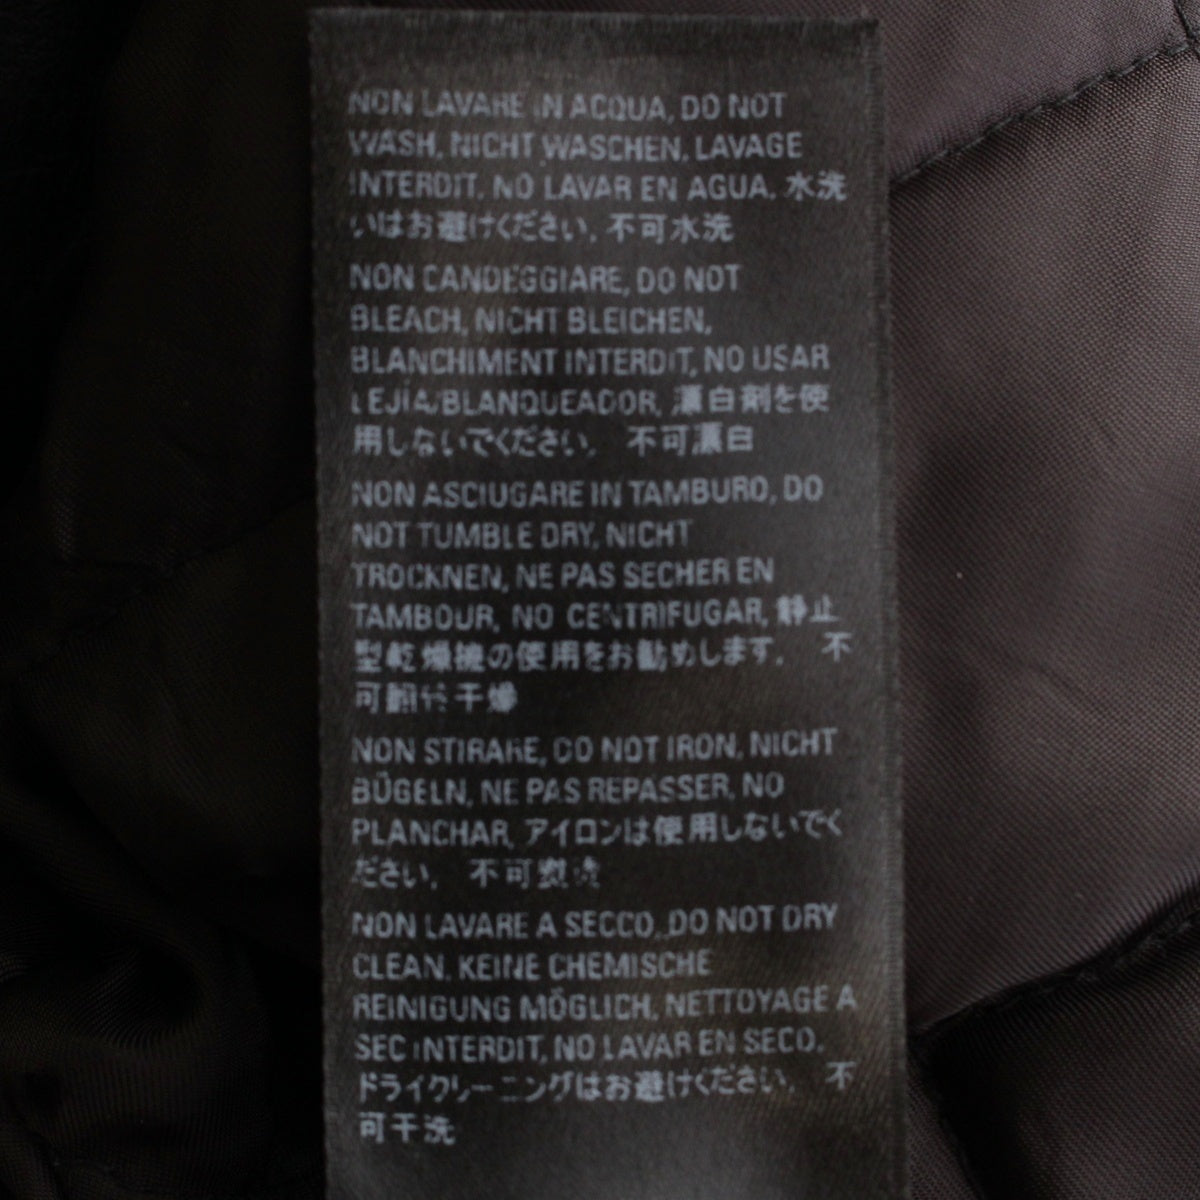 NON LAVARE IN ACQUA, DO NOT
WASH, NICHT WASCHEN, LAVAGE
INTERDIT, NO LAVAR EN AGUA. 水洗
いはお避けください. 不可水洗
NON CANDEGGIARE, DO NOT
BLEACH, NICHT BLEICHEN,
BLANCHIMENT INTERDIT, NO USAR
LEJÍA/BLANQUEADOR, 漂白剤を使
用しないでください. 不可漂白
NON ASCIUGARE IN TAMBURO, DO
NOT TUMBLE DRY, NICHT
TROCKNEN, NE PAS SECHER EN
TAMBOUR, NO CENTRIFUGAR, 静止
型乾燥機の使用をお勧めします. 不
可翻转干燥
NON STIRARE, DO NOT IRON, NICHT
BÜGELN, NE PAS REPASSER, NO
PLANCHAR, アイロンは使用しないでく
ださい. 不可熨烫
NON LAVARE A SECCO, DO NOT DRY
CLEAN, KEINE CHEMISCHE
REINIGUNG MÖGLICH, NETTOYAGE A
SEC INTERDIT, NO LAVAR EN SECO.
ドライクリーニングはお避けください. 不
可干洗